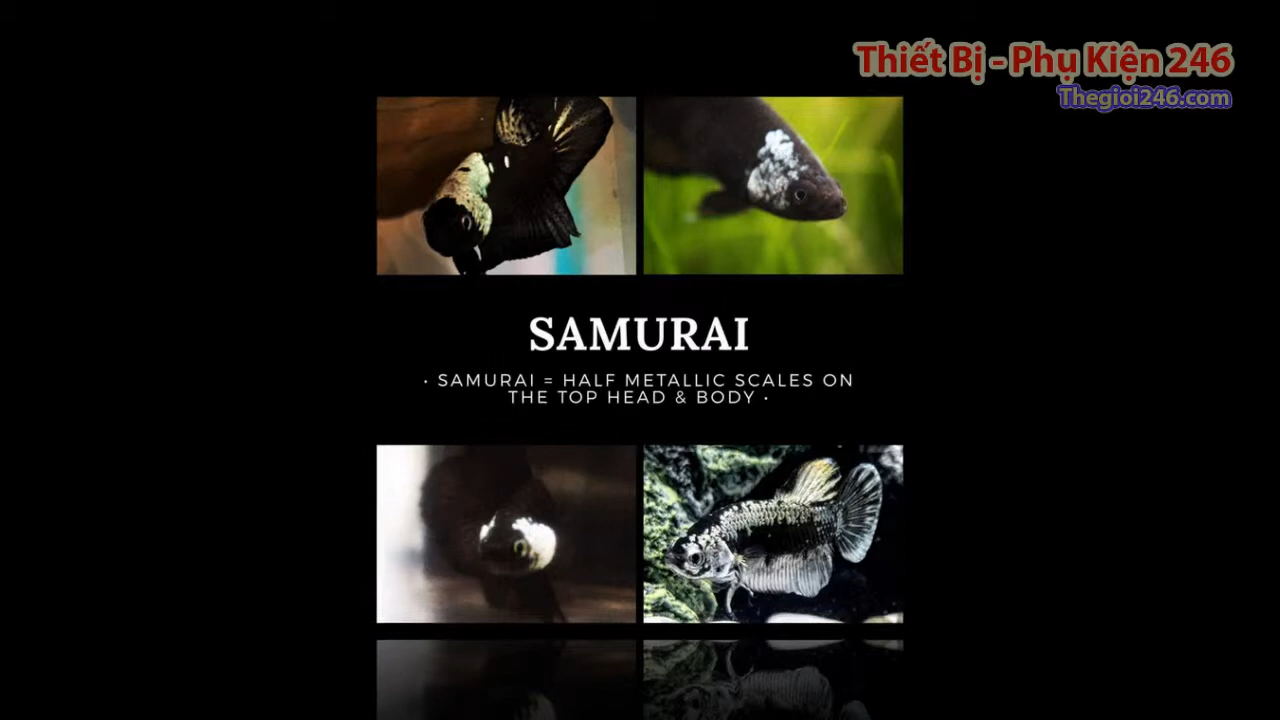 Thiết Bị - Phụ Kiện 246
Thegioi246.com
SAMURAI
· SAMURAI = HALF METALLIC SCALES ON
THE TOP HEAD & BODY ·